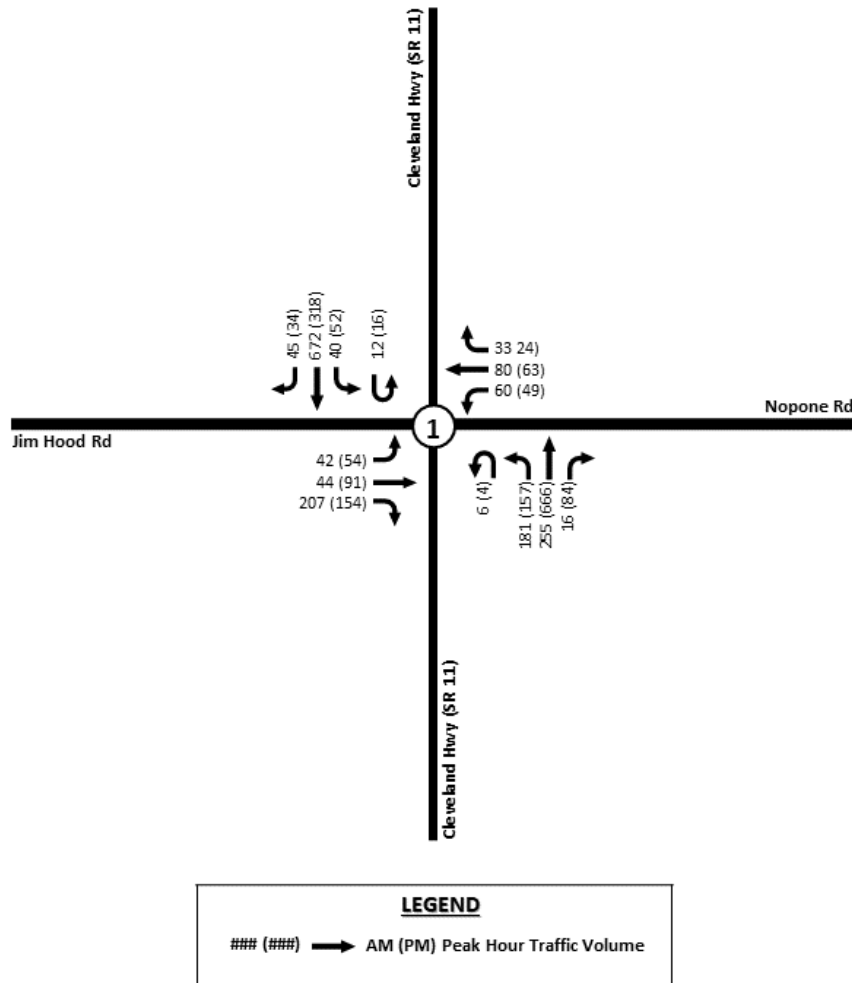 Cleveland Hwy (SR 11)
45 (34)
672 (318)
40 (52)
12 (16)
33 24)
80 (63)
60 (49)
Nopone Rd
Jim Hood Rd
1
42 (54)
44 (91)
207 (154)
6 (4)
181 (157)
255 (666)
16 (84)
Cleveland Hwy (SR 11)
LEGEND
### (###) AM (PM) Peak Hour Traffic Volume